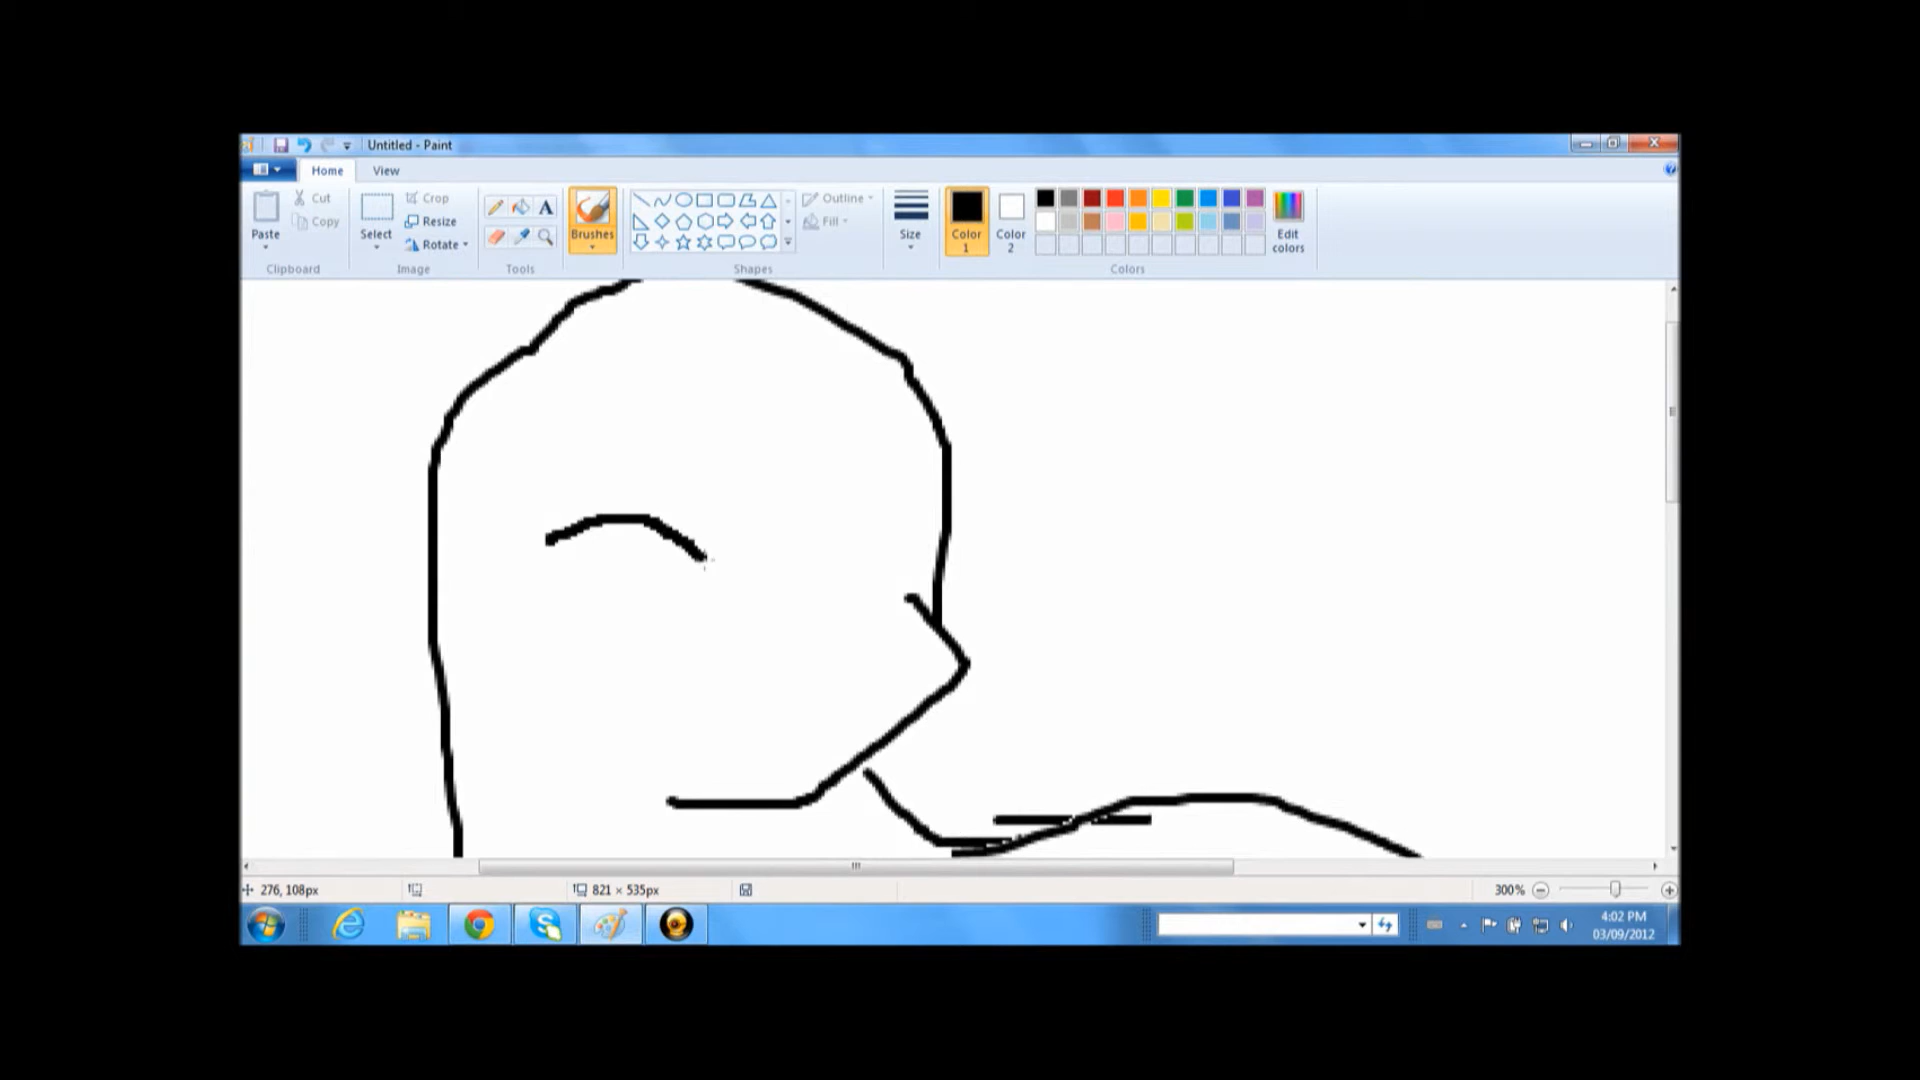 Untitled - Paint
Home
View
Paste
Cut
Copy
Clipboard
Select
Crop
Resize
Rotate
Image
A
Tools
Brushes
Outline
Fill
Shapes
Size
Color
1
Color
2
Edit
colors
Colors
276, 108px
821 × 535px
300%
4:02 PM
03/09/2012